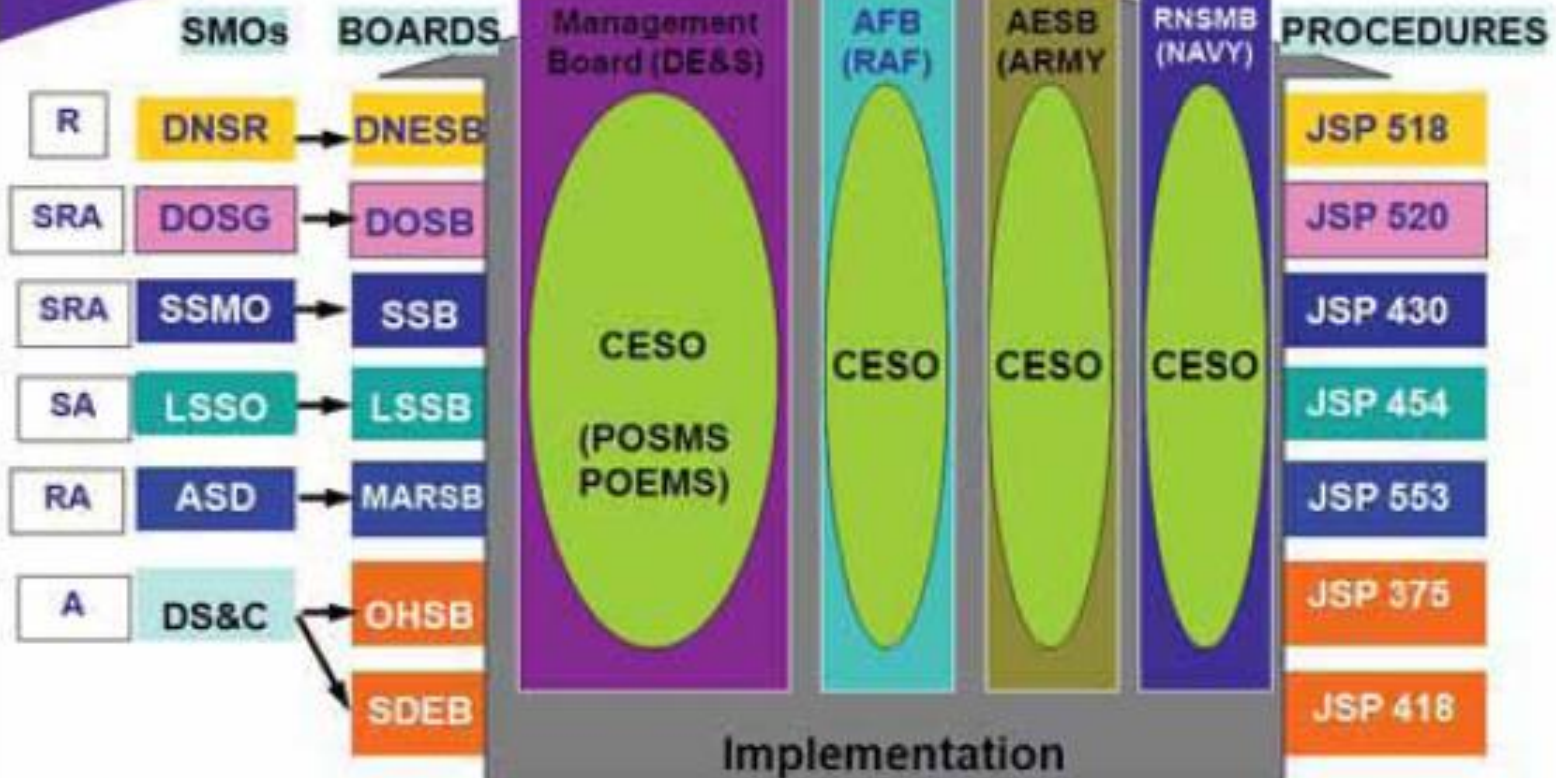 SMOs
BOARDS
Management
Board (DE&S)
AFB
(RAF)
AESB
(ARMY
RNSMB
(NAVY)
PROCEDURES
R
DNSR
DNESB
JSP 518
SRA
DOSG
DOSB
JSP 520
SRA
SSMO
SSB
JSP 430
SA
LSSO
LSSB
JSP 454
RA
ASD
MARSB
JSP 553
A
DS&C
OHSB
JSP 375
SDEB
JSP 418
CESO
(POSMS
POEMS)
CESO
CESO
CESO
Implementation